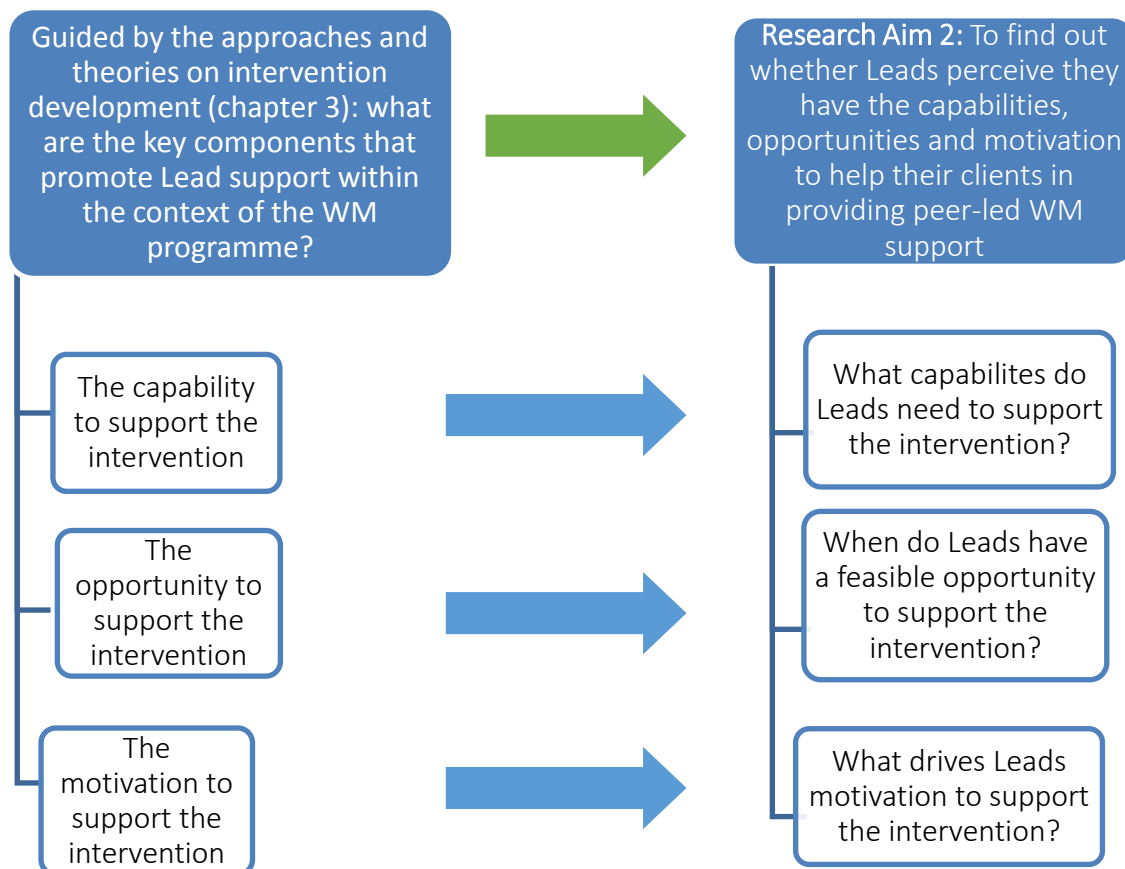 Guided by the approaches and
theories on intervention
development (chapter 3): what
are the key components that
promote Lead support within
the context of the WM
programme?
Research Aim 2: To find out
whether Leads perceive they
have the capabilities,
opportunities and motivation
to help their clients in
providing peer-led WM
support
The capability
to support the
intervention
What capabilites do
Leads need to support
the intervention?
The
opportunity to
support the
intervention
When do Leads have
a feasible opportunity
to support the
intervention?
The
motivation to
support the
intervention
What drives Leads
motivation to support
the intervention?